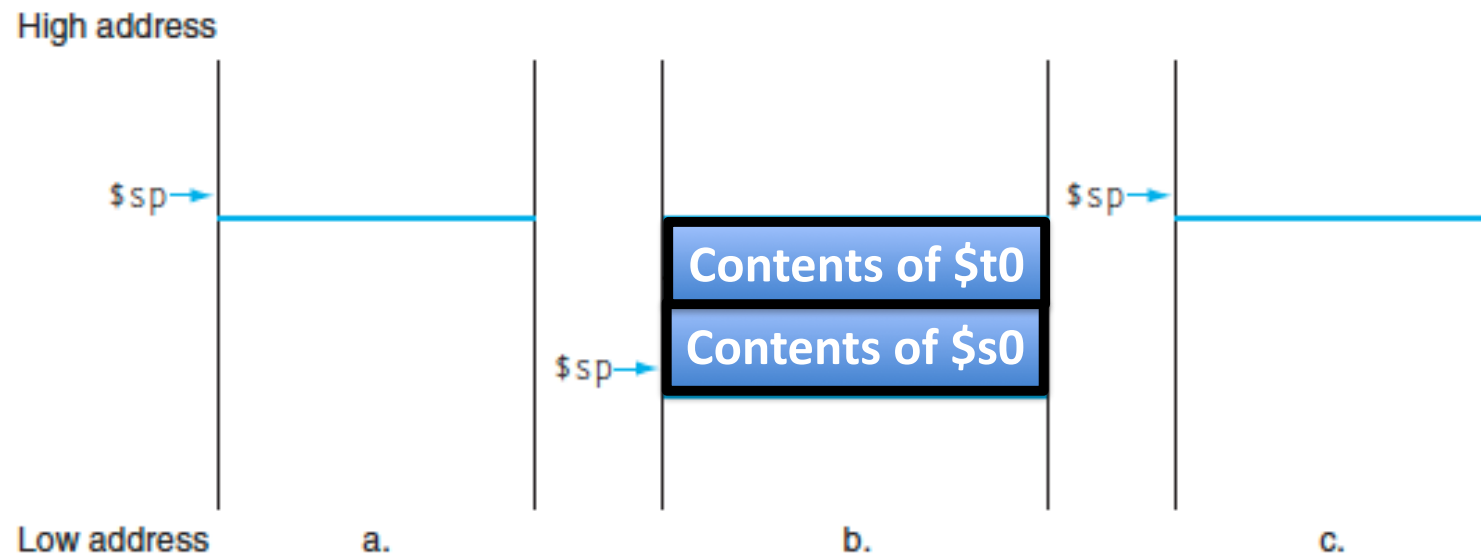 High address
$sp
$sp
Contents of $t0
Contents of $s0
$sp
Low address
a.
b.
c.